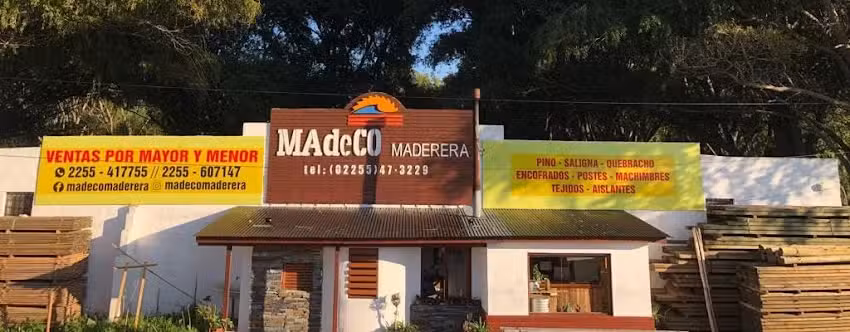 VENTAS POR MAYOR Y MENOR
2255 - 417755 // 2255 - 607147
madecomaderera madecomaderera
MAdeCO MADERERA
tel: (02255) 47-3229
PINO - SALIGNA - QUEBRACHO
ENCOFRADOS - POSTES - MACHIMBRES
TEJIDOS - AISLANTES